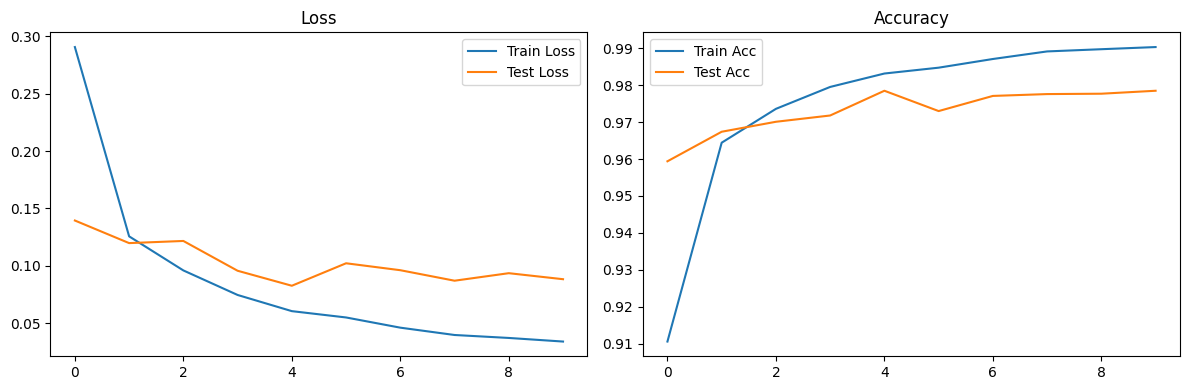 Loss
Train Loss
Test Loss
0.30
0.25
0.20
0.15
0.10
0.05
0 2 4 6 8
Accuracy
Train Acc
Test Acc
0.99
0.98
0.97
0.96
0.95
0.94
0.93
0.92
0.91
0 2 4 6 8